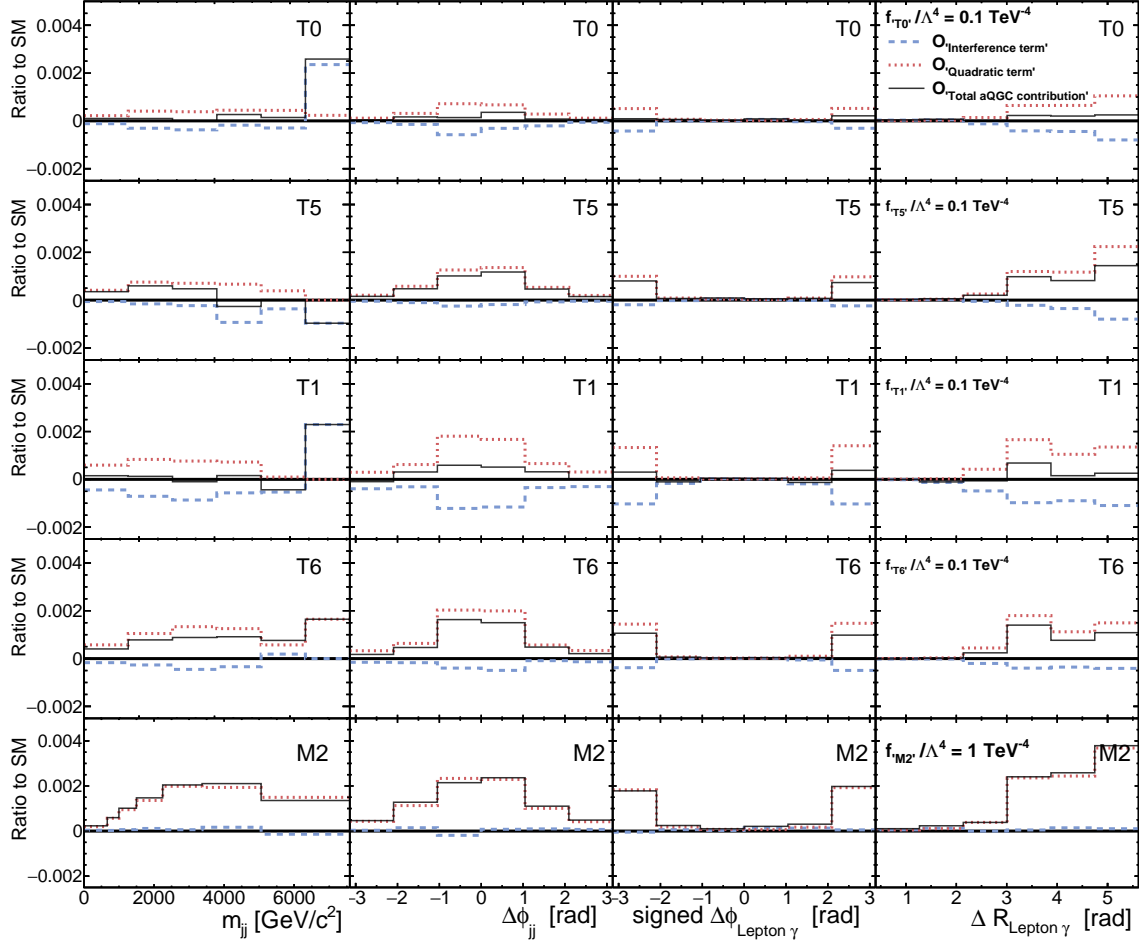 Ratio to SM
0.004
0.002
0
−0.002
T0
T0
T0
T0
f'T0' /Λ⁴ = 0.1 TeV⁻⁴
O'Interference term'
O'Quadratic term'
O'Total aQGC contribution'
Ratio to SM
0.004
0.002
0
−0.002
T5
T5
T5
T5
f'T5' /Λ⁴ = 0.1 TeV⁻⁴
Ratio to SM
0.004
0.002
0
−0.002
T1
T1
T1
T1
f'T1' /Λ⁴ = 0.1 TeV⁻⁴
Ratio to SM
0.004
0.002
0
−0.002
T6
T6
T6
T6
f'T6' /Λ⁴ = 0.1 TeV⁻⁴
Ratio to SM
0.004
0.002
0
−0.002
M2
M2
M2
M2
f'M2' /Λ⁴ = 1 TeV⁻⁴
0 2000 4000 6000
−3 −2 −1 0 1 2 3
−3 −2 −1 0 1 2 3
1 2 3 4 5
mjj [GeV/c²]
Δϕjj [rad]
signed ΔϕLepton γ [rad]
Δ RLepton γ [rad]